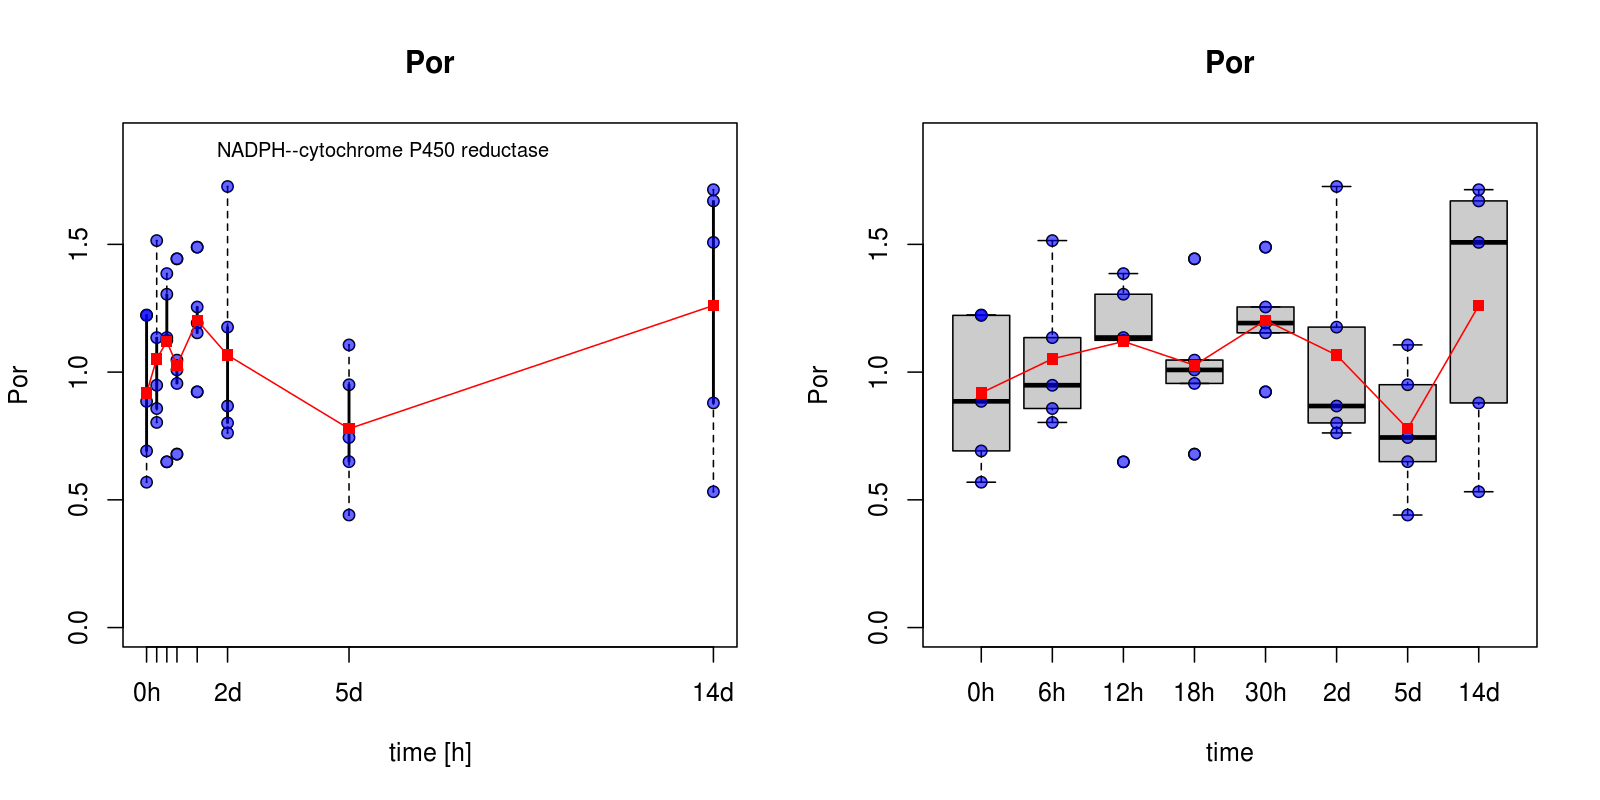 Por
NADPH--cytochrome P450 reductase
Por
0.0 0.5 1.0 1.5
0h 2d 5d 14d
time [h]
Por
Por
0.0 0.5 1.0 1.5
0h 6h 12h 18h 30h 2d 5d 14d
time